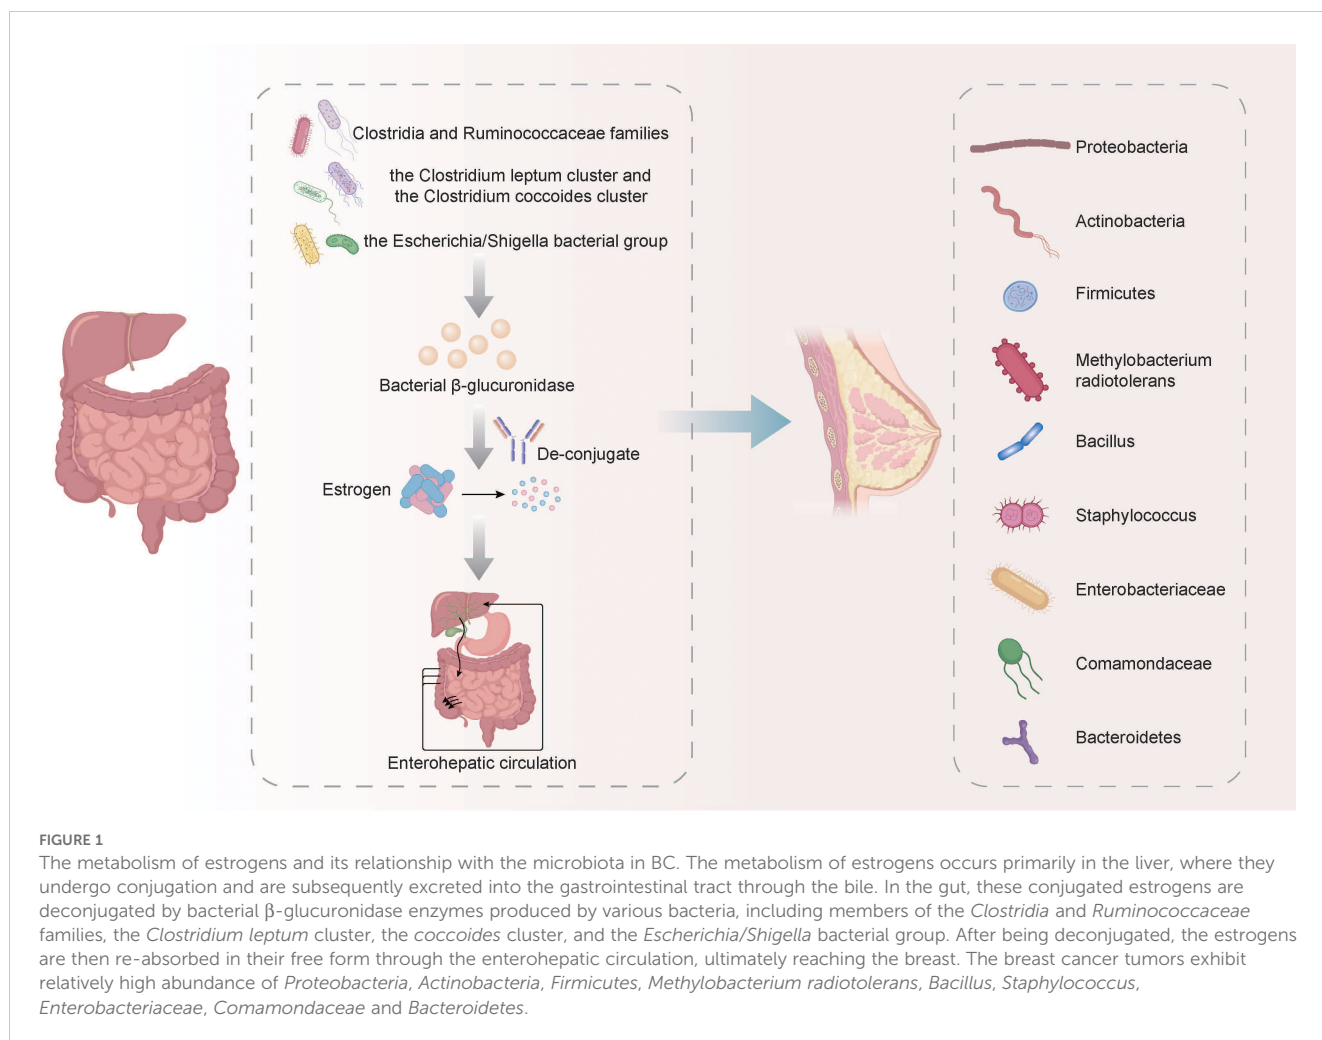 Clostridia and Ruminococcaceae families
the Clostridium leptum cluster and
the Clostridium coccoides cluster
the Escherichia/Shigella bacterial group
Bacterial β-glucuronidase
De-conjugate
Estrogen
Enterohepatic circulation
Proteobacteria
Actinobacteria
Firmicutes
Methylobacterium
radiotolerans
Bacillus
Staphylococcus
Enterobacteriaceae
Comamondaceae
Bacteroidetes
FIGURE 1
The metabolism of estrogens and its relationship with the microbiota in BC. The metabolism of estrogens occurs primarily in the liver, where they
undergo conjugation and are subsequently excreted into the gastrointestinal tract through the bile. In the gut, these conjugated estrogens are
deconjugated by bacterial β-glucuronidase enzymes produced by various bacteria, including members of the Clostridia and Ruminococcaceae
families, the Clostridium leptum cluster, the coccoides cluster, and the Escherichia/Shigella bacterial group. After being deconjugated, the estrogens
are then re-absorbed in their free form through the enterohepatic circulation, ultimately reaching the breast. The breast cancer tumors exhibit
relatively high abundance of Proteobacteria, Actinobacteria, Firmicutes, Methylobacterium radiotolerans, Bacillus, Staphylococcus,
Enterobacteriaceae, Comamondaceae and Bacteroidetes.